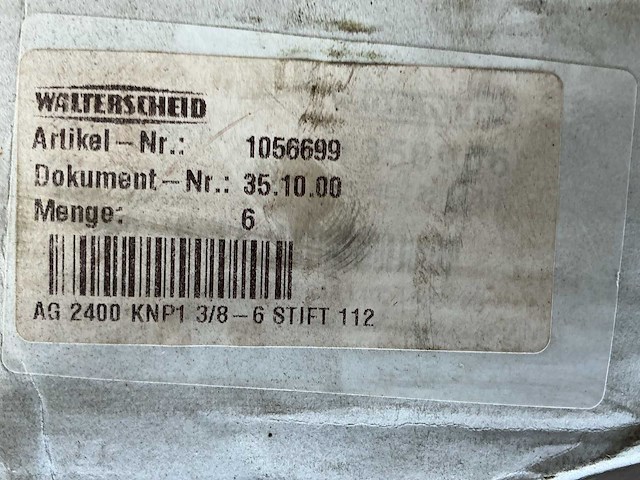 WALTERSCHEID
Artikel-Nr.: 1056699
Dokument-Nr.: 35.10.00
Menge: 6
AG 2400 KNP1 3/8-6 STIFT 112